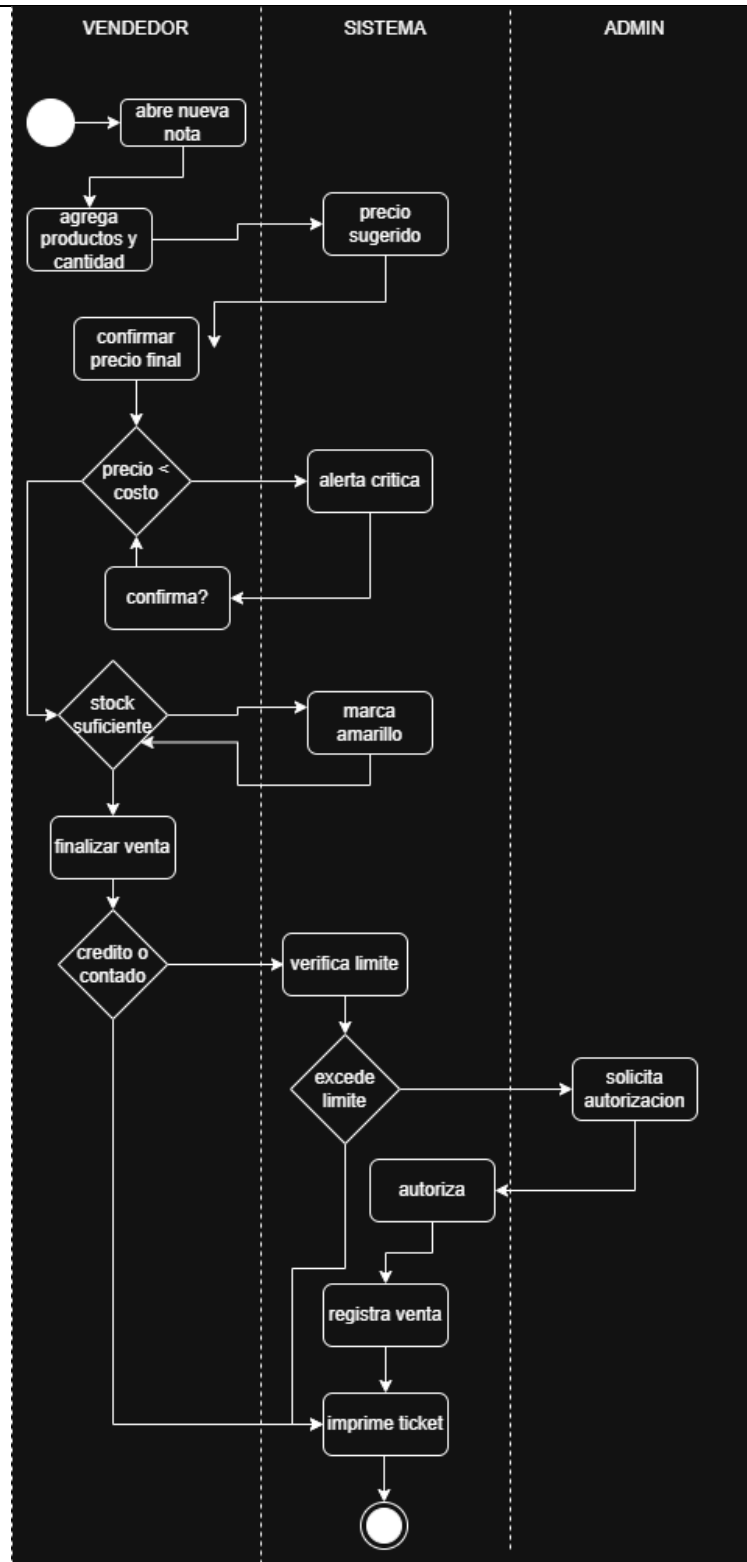 VENDEDOR
SISTEMA
ADMIN
abre nueva
nota
agrega
productos y
cantidad
precio
sugerido
confirmar
precio final
precio <
costo
alerta critica
confirma?
stock
suficiente
marca
amarillo
finalizar venta
credito o
contado
verifica limite
excede
limite
solicita
autorizacion
autoriza
registra venta
imprime ticket